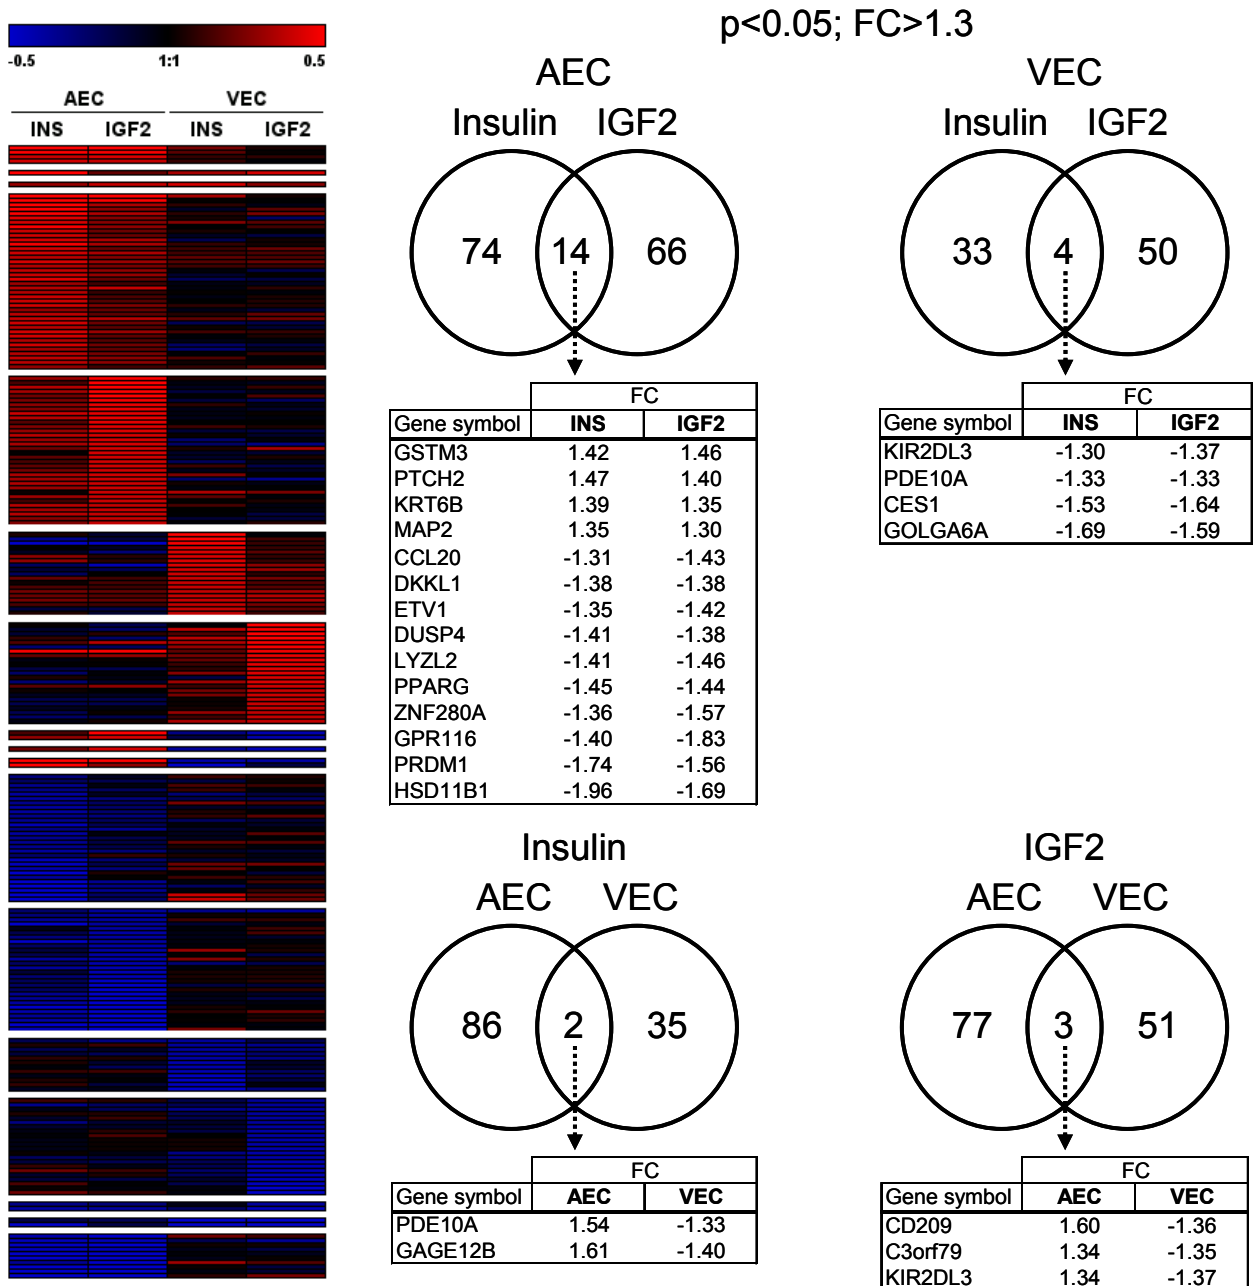 p<0.05; FC>1.3
-0.5 1:1 0.5
AEC VEC
INS IGF2 INS IGF2
AEC
Insulin IGF2
74 14 66
FC
Gene symbol INS IGF2
GSTM3 1.42 1.46
PTCH2 1.47 1.40
KRT6B 1.39 1.35
MAP2 1.35 1.30
CCL20 -1.31 -1.43
DKKL1 -1.38 -1.38
ETV1 -1.35 -1.42
DUSP4 -1.41 -1.38
LYZL2 -1.41 -1.46
PPARG -1.45 -1.44
ZNF280A -1.36 -1.57
GPR116 -1.40 -1.83
PRDM1 -1.74 -1.56
HSD11B1 -1.96 -1.69
VEC
Insulin IGF2
33 4 50
FC
Gene symbol INS IGF2
KIR2DL3 -1.30 -1.37
PDE10A -1.33 -1.33
CES1 -1.53 -1.64
GOLGA6A -1.69 -1.59
Insulin
AEC VEC
86 2 35
FC
Gene symbol AEC VEC
PDE10A 1.54 -1.33
GAGE12B 1.61 -1.40
IGF2
AEC VEC
77 3 51
FC
Gene symbol AEC VEC
CD209 1.60 -1.36
C3orf79 1.34 -1.35
KIR2DL3 1.34 -1.37